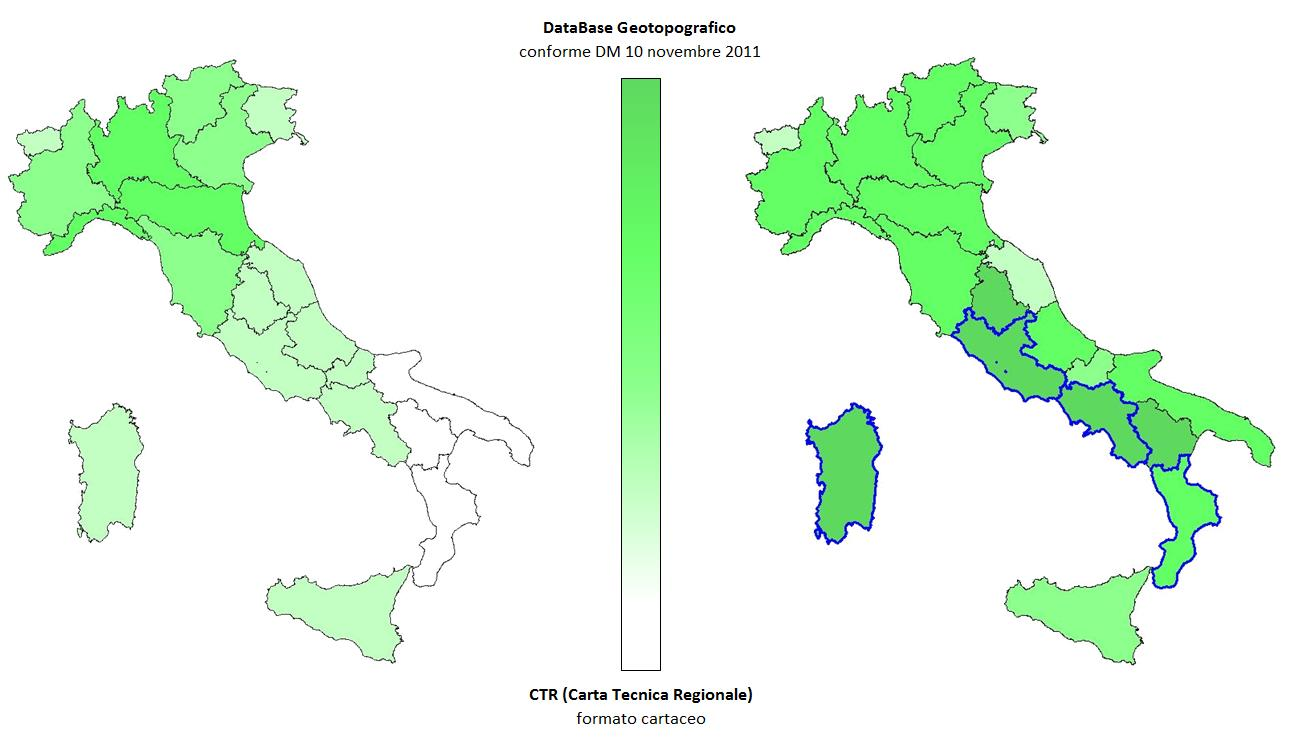 DataBase Geotopografico
conforme DM 10 novembre 2011
CTR (Carta Tecnica Regionale)
formato cartaceo